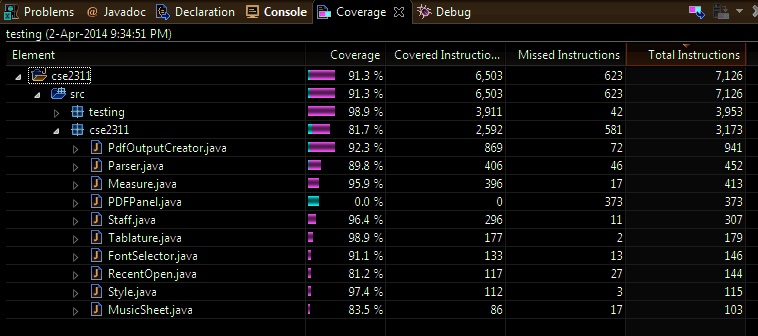 Problems @ Javadoc Declaration Console Coverage Debug
testing (2-Apr-2014 9:34:51 PM)
Element Coverage Covered Instructio... Missed Instructions Total Instructions
cse2311 91.3 % 6,503 623 7,126
src 91.3 % 6,503 623 7,126
testing 98.9 % 3,911 42 3,953
cse2311 81.7 % 2,592 581 3,173
PdfOutputCreator.java 92.3 % 869 72 941
Parser.java 89.8 % 406 46 452
Measure.java 95.9 % 396 17 413
PDFPanel.java 0.0 % 0 373 373
Staff.java 96.4 % 296 11 307
Tablature.java 98.9 % 177 2 179
FontSelector.java 91.1 % 133 13 146
RecentOpen.java 81.2 % 117 27 144
Style.java 97.4 % 112 3 115
MusicSheet.java 83.5 % 86 17 103